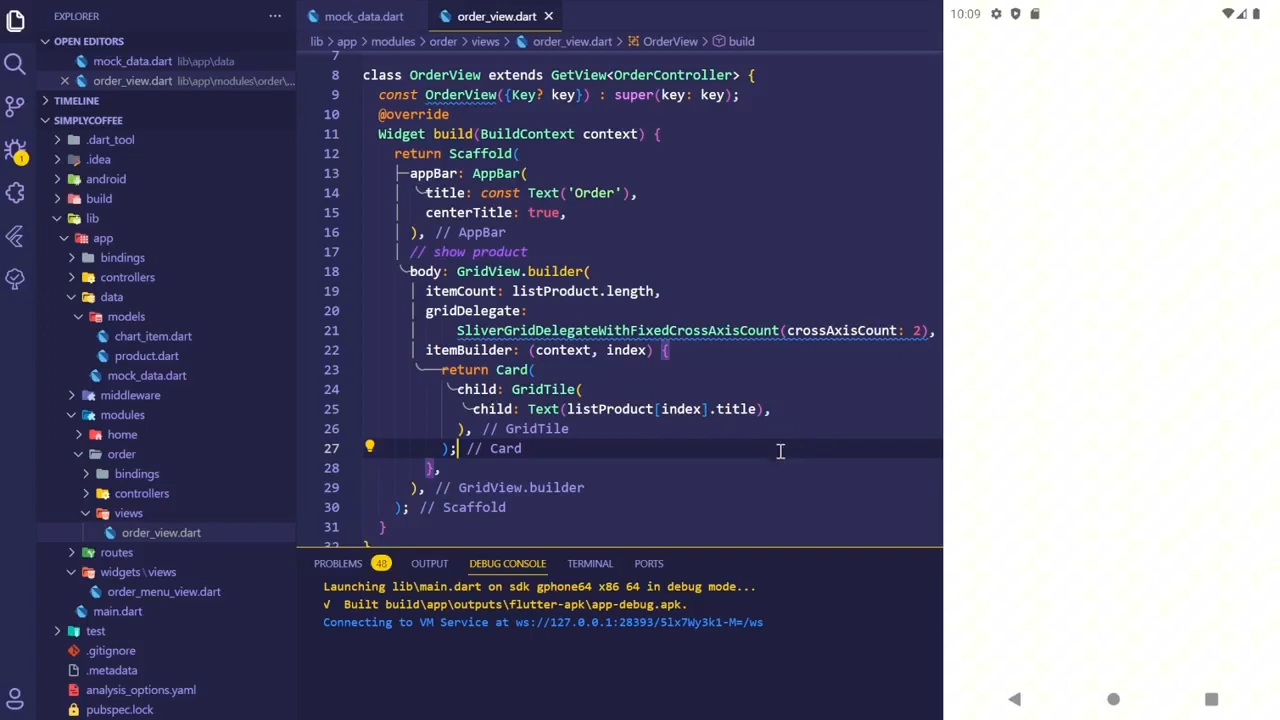 EXPLORER
OPEN EDITORS
mock_data.dart lib\app\data
order_view.dart lib\app\modules\order\...
TIMELINE
SIMPLYCOFFEE
.dart_tool
.idea
android
build
lib
app
bindings
controllers
data
models
chart_item.dart
product.dart
mock_data.dart
middleware
modules
home
order
bindings
controllers
views
order_view.dart
routes
widgets\views
order_menu_view.dart
main.dart
test
.gitignore
.metadata
analysis_options.yaml
pubspec.lock
1
mock_data.dart
order_view.dart
lib > app > modules > order > views > order_view.dart > OrderView > build
7
8 class OrderView extends GetView<OrderController> {
9 const OrderView({Key? key}) : super(key: key);
10 @override
11 Widget build(BuildContext context) {
12 return Scaffold(
13 appBar: AppBar(
14 title: const Text('Order'),
15 centerTitle: true,
16 ), // AppBar
17 // show product
18 body: GridView.builder(
19 itemCount: listProduct.length,
20 gridDelegate:
21 SliverGridDelegateWithFixedCrossAxisCount(crossAxisCount: 2),
22 itemBuilder: (context, index) {
23 return Card(
24 child: GridTile(
25 child: Text(listProduct[index].title),
26 ), // GridTile
27 ); // Card
28 },
29 ), // GridView.builder
30 ); // Scaffold
31 }
32 }
PROBLEMS 48 OUTPUT DEBUG CONSOLE TERMINAL PORTS
Launching lib\main.dart on sdk gphone64 x86 64 in debug mode...
√ Built build\app\outputs\flutter-apk\app-debug.apk.
Connecting to VM Service at ws://127.0.0.1:28393/5lx7Wy3k1-M=/ws
10:09